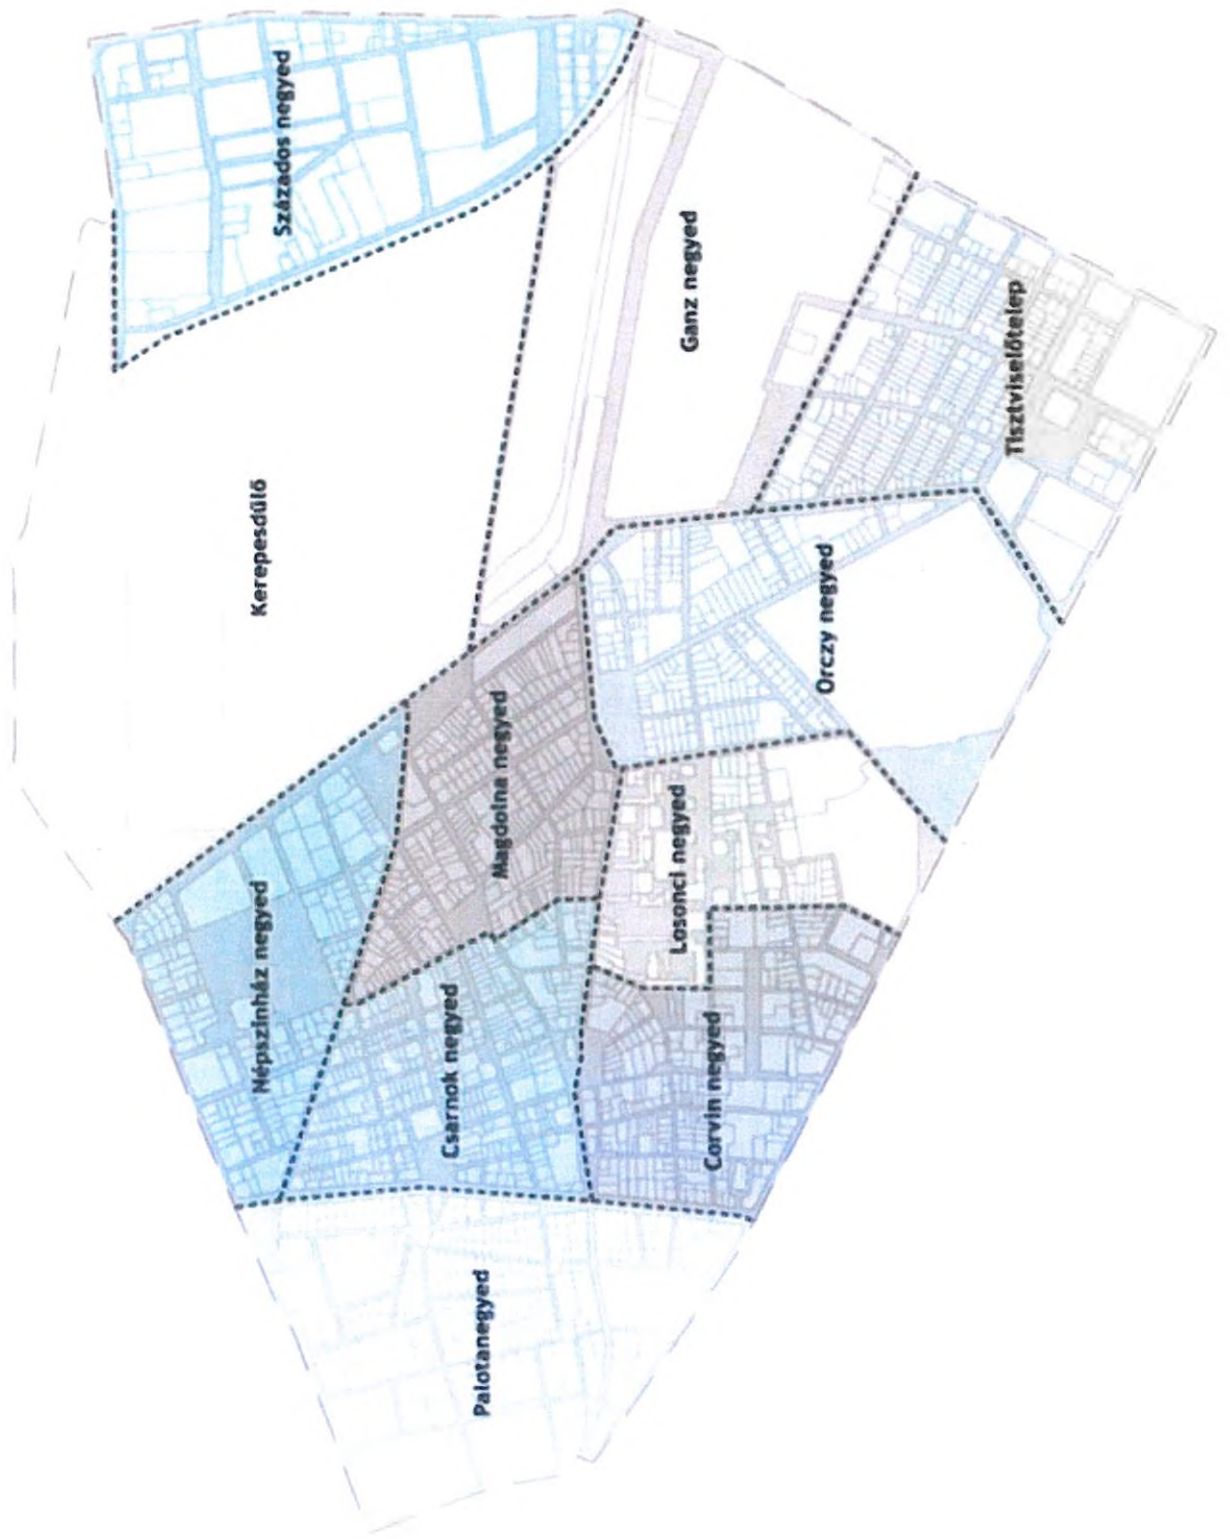 Százados negyed
Kerepesdűlő
Ganz negyed
Tisztviselőtelep
Orczy negyed
Magdolna negyed
Losonci negyed
Népszínház negyed
Csarnok negyed
Corvin negyed
Palotanegyed